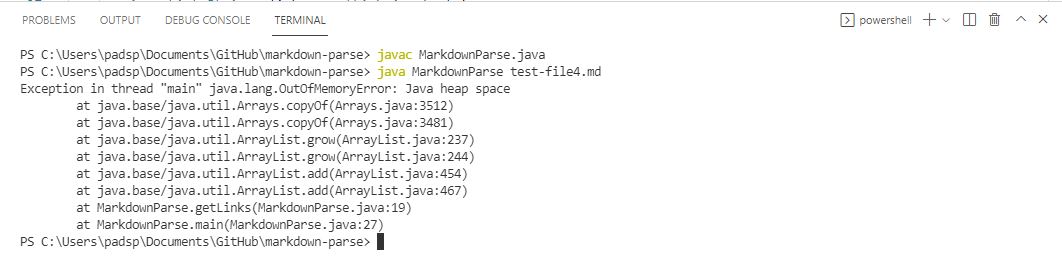 PROBLEMS OUTPUT DEBUG CONSOLE TERMINAL powershell
PS C:\Users\padsp\Documents\GitHub\markdown-parse> javac MarkdownParse.java
PS C:\Users\padsp\Documents\GitHub\markdown-parse> java MarkdownParse test-file4.md
Exception in thread "main" java.lang.OutOfMemoryError: Java heap space
at java.base/java.util.Arrays.copyOf(Arrays.java:3512)
at java.base/java.util.Arrays.copyOf(Arrays.java:3481)
at java.base/java.util.ArrayList.grow(ArrayList.java:237)
at java.base/java.util.ArrayList.grow(ArrayList.java:244)
at java.base/java.util.ArrayList.add(ArrayList.java:454)
at java.base/java.util.ArrayList.add(ArrayList.java:467)
at MarkdownParse.getLinks(MarkdownParse.java:19)
at MarkdownParse.main(MarkdownParse.java:27)
PS C:\Users\padsp\Documents\GitHub\markdown-parse>